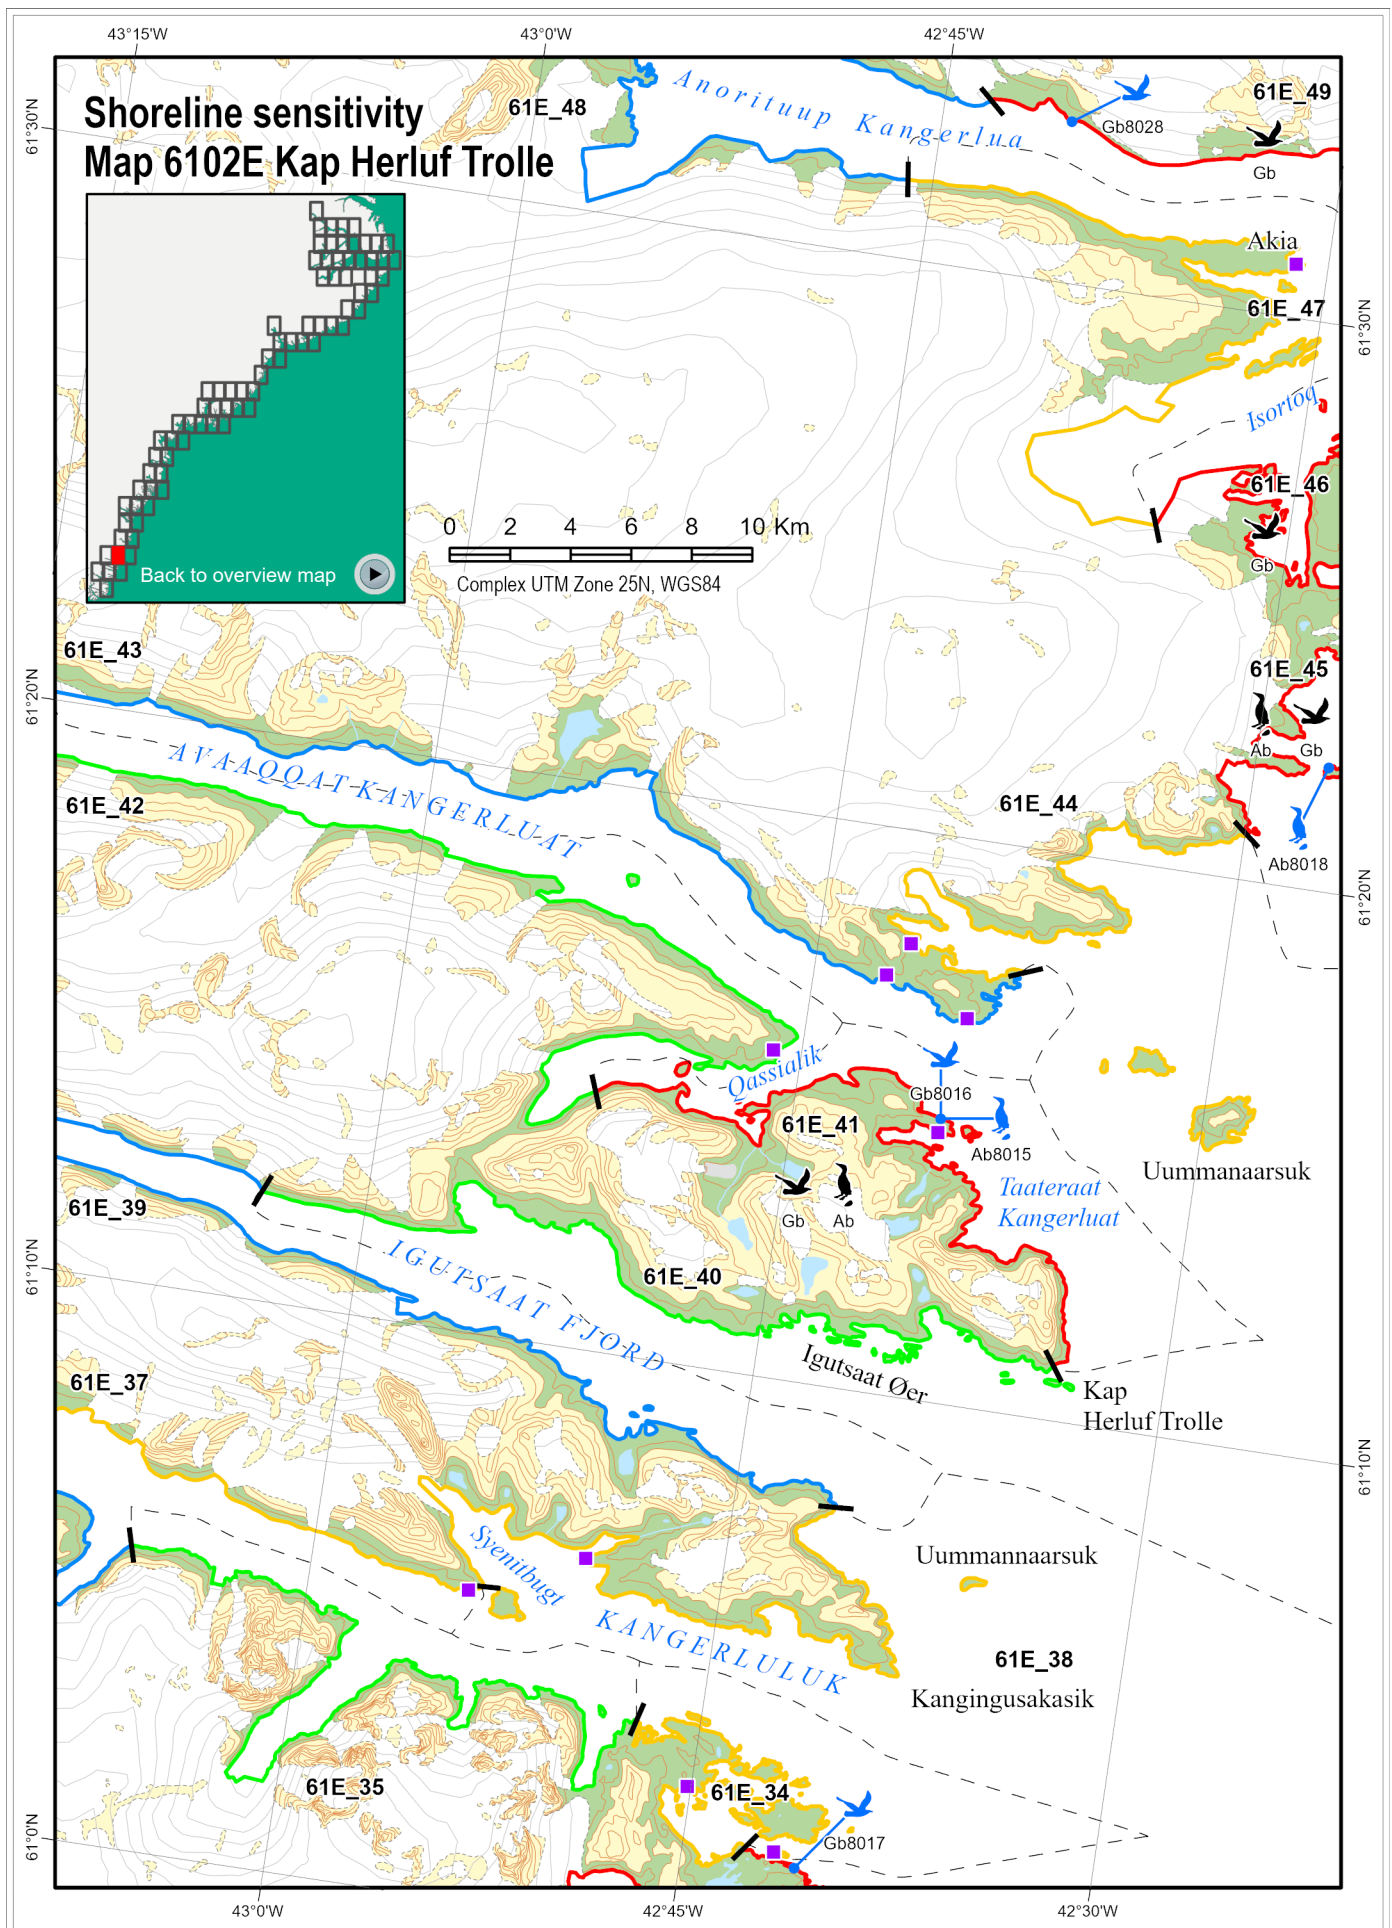 43°15'W
43°0'W
42°45'W
61°30'N
Shoreline sensitivity
Map 6102E Kap Herluf Trolle
61E_48
Anorituup Kangerlua
Gb8028
61E_49
Gb
Akia
61E_47
61°30'N
Isortoq
61E_46
Gb
0 2 4 6 8 10 Km
Complex UTM Zone 25N, WGS84
Back to overview map
61E_43
61°20'N
61E_45
Ab
Gb
AVAAQQAT KANGERLUAT
61E_42
61E_44
Ab8018
61°20'N
Qassialik
Gb8016
61E_41
Ab8015
Gb
Ab
Uummanaarsuk
Taateraat
Kangerluat
61E_39
61°10'N
IGUTSAAT FJORD
61E_40
Igutsaat Øer
Kap
Herluf Trolle
61E_37
61°10'N
Syenitbugt
Uummannaarsuk
KANGERLULUK
61E_38
Kangingusakasik
61E_35
61E_34
Gb8017
61°0'N
43°0'W
42°45'W
42°30'W